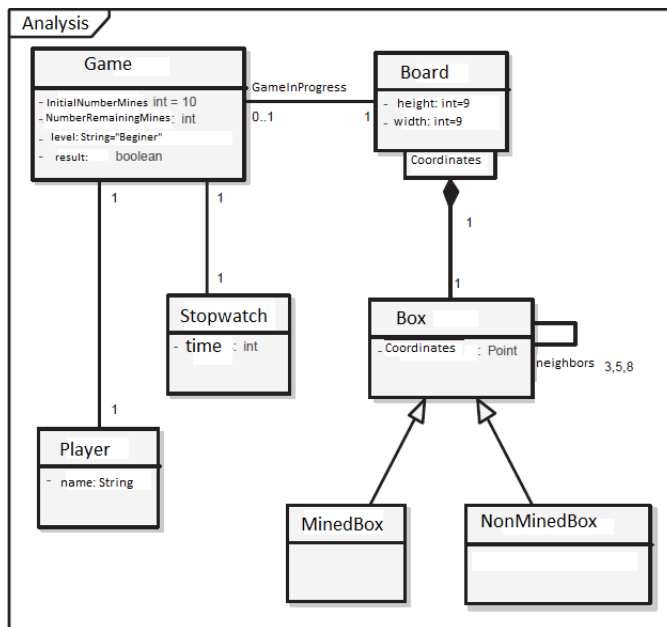 Analysis
Game
- InitialNumberMines int = 10
- NumberRemainingMines: int
- level: String="Beginer"
- result: boolean
GameInProgress
0..1
1
Board
- height: int=9
- width: int=9
Coordinates
1
1
1
1
1
Stopwatch
- time : int
Box
- Coordinates : Point
neighbors 3,5,8
1
Player
- name: String
MinedBox
NonMinedBox